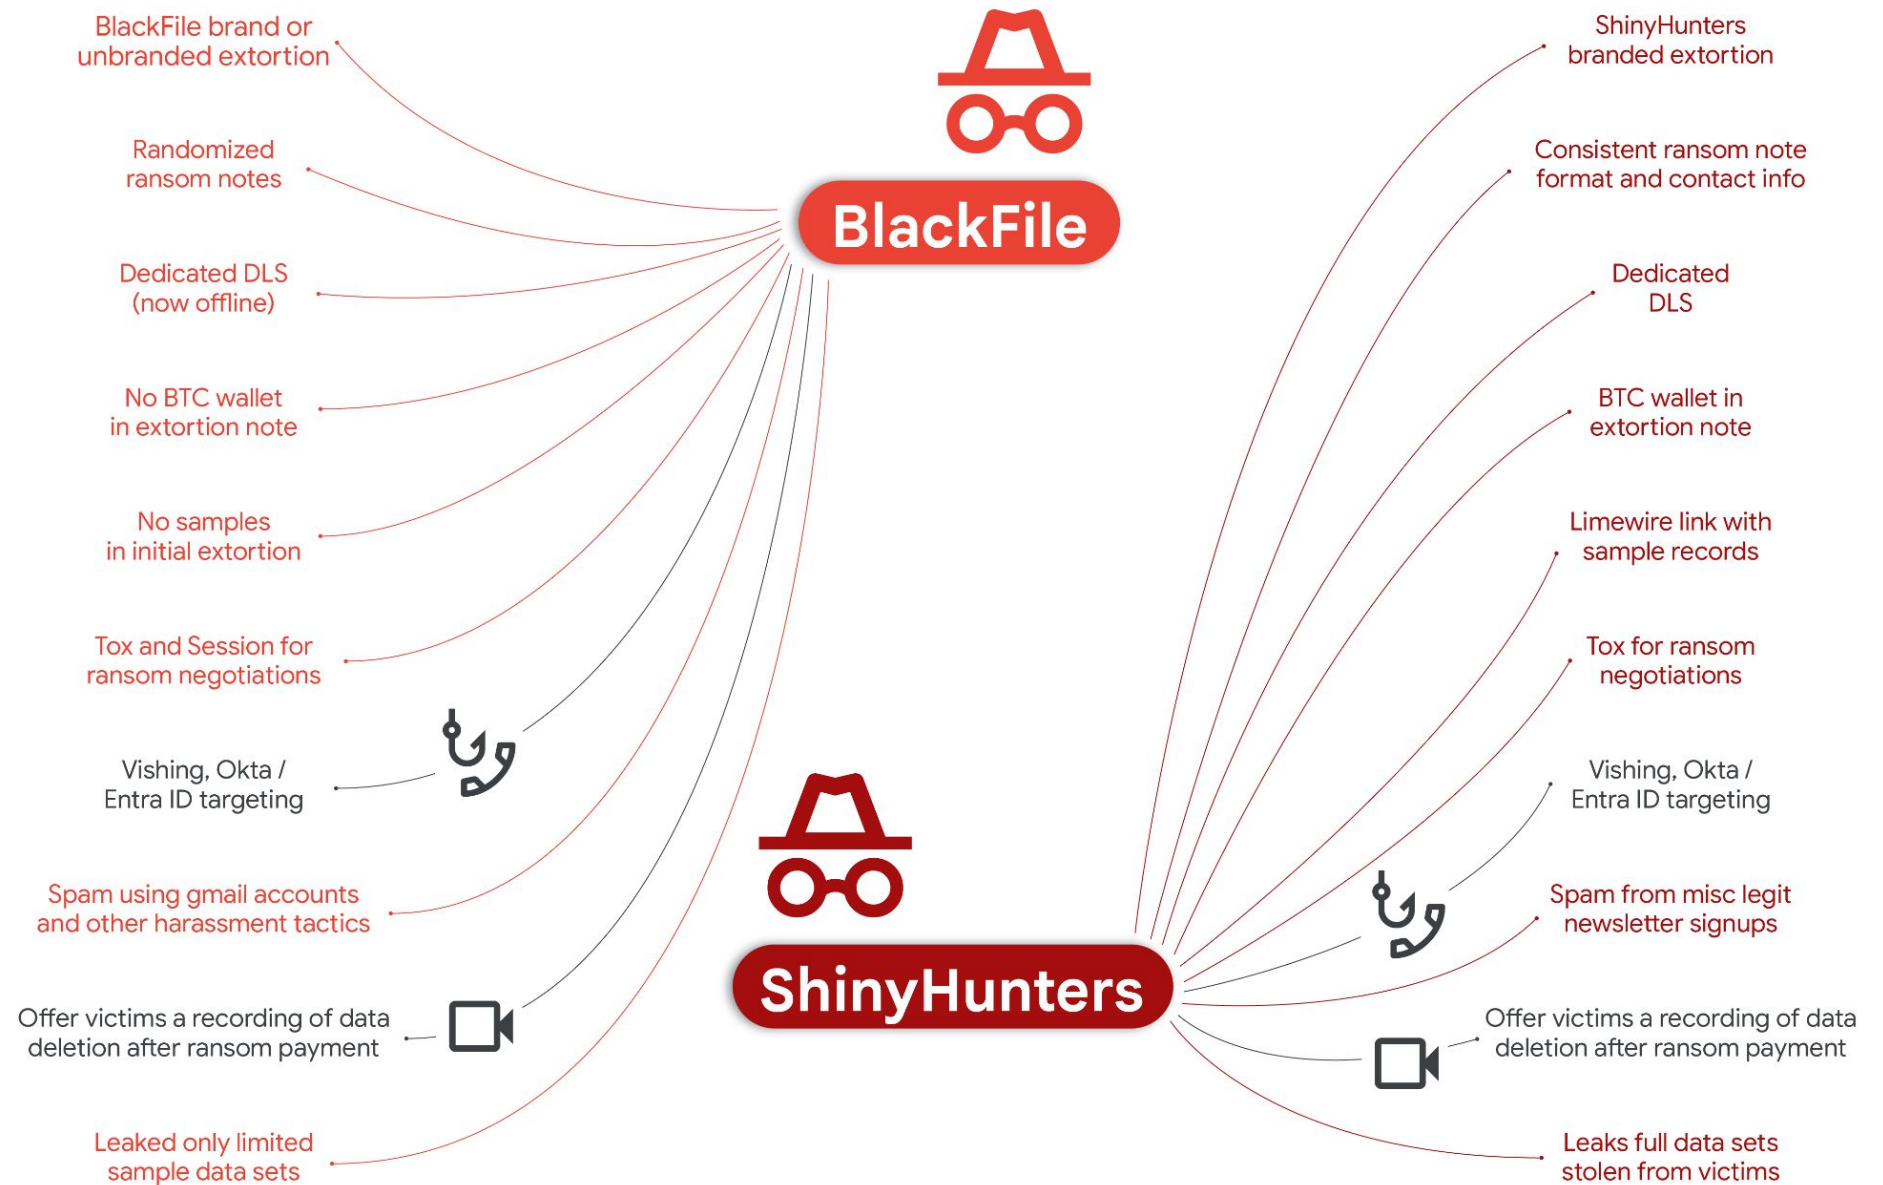 BlackFile brand or
unbranded extortion
Randomized
ransom notes
Dedicated DLS
(now offline)
No BTC wallet
in extortion note
No samples
in initial extortion
Tox and Session for
ransom negotiations
Vishing, Okta /
Entra ID targeting
Spam using gmail accounts
and other harassment tactics
Offer victims a recording of data
deletion after ransom payment
Leaked only limited
sample data sets
BlackFile
ShinyHunters
ShinyHunters
branded extortion
Consistent ransom note
format and contact info
Dedicated
DLS
BTC wallet in
extortion note
Limewire link with
sample records
Tox for ransom
negotiations
Vishing, Okta /
Entra ID targeting
Spam from misc legit
newsletter signups
Offer victims a recording of data
deletion after ransom payment
Leaks full data sets
stolen from victims